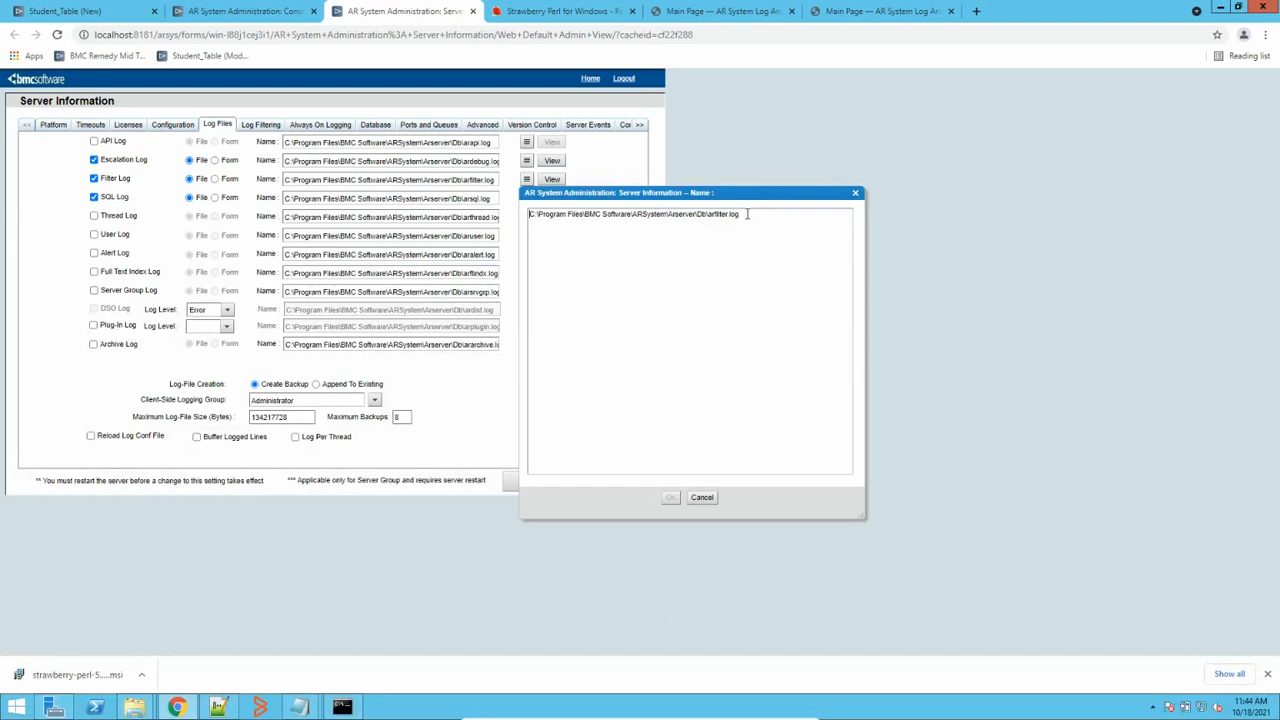 Student_Table (New)
AR System Administration: Conso
AR System Administration: Serve
Strawberry Perl for Windows - Re
Main Page — AR System Log An
Main Page — AR System Log An
localhost:8181/arsys/forms/win-l88j1cej3i1/AR+System+Administration%3A+Server+Information/Web+Default+Admin+View/?cacheid=cf22f288
Apps
BMC Remedy Mid T...
Student_Table (Mod...
Reading list
bmcsoftware
Home
Logout
Server Information
<< Platform Timeouts Licenses Configuration Log Files Log Filtering Always On Logging Database Ports and Queues Advanced Version Control Server Events Co >>
API Log File Form Name : C:\Program Files\BMC Software\ARSystem\Arserver\Db\arapi.log View
Escalation Log File Form Name : C:\Program Files\BMC Software\ARSystem\Arserver\Db\ardebug.log View
Filter Log File Form Name : C:\Program Files\BMC Software\ARSystem\Arserver\Db\arfilter.log View
SQL Log File Form Name : C:\Program Files\BMC Software\ARSystem\Arserver\Db\arsql.log
Thread Log File Form Name : C:\Program Files\BMC Software\ARSystem\Arserver\Db\arthread.log
User Log File Form Name : C:\Program Files\BMC Software\ARSystem\Arserver\Db\aruser.log
Alert Log File Form Name : C:\Program Files\BMC Software\ARSystem\Arserver\Db\aralert.log
Full Text Index Log File Form Name : C:\Program Files\BMC Software\ARSystem\Arserver\Db\arftindx.log
Server Group Log File Form Name : C:\Program Files\BMC Software\ARSystem\Arserver\Db\arsrvgrp.log
DSO Log Log Level: Error Name : C:\Program Files\BMC Software\ARSystem\Arserver\Db\ardist.log
Plug-In Log Log Level: Name : C:\Program Files\BMC Software\ARSystem\Arserver\Db\arplugin.log
Archive Log File Form Name : C:\Program Files\BMC Software\ARSystem\Arserver\Db\ararchive.lo
Log-File Creation: Create Backup Append To Existing
Client-Side Logging Group: Administrator
Maximum Log-File Size (Bytes) : 134217728 Maximum Backups: 8
Reload Log Conf File Buffer Logged Lines Log Per Thread
** You must restart the server before a change to this setting takes effect *** Applicable only for Server Group and requires server restart
AR System Administration: Server Information -- Name :
C:\Program Files\BMC Software\ARSystem\Arserver\Db\arfilter.log
OK Cancel
strawberry-perl-5....msi
Show all
11:44 AM
10/18/2021